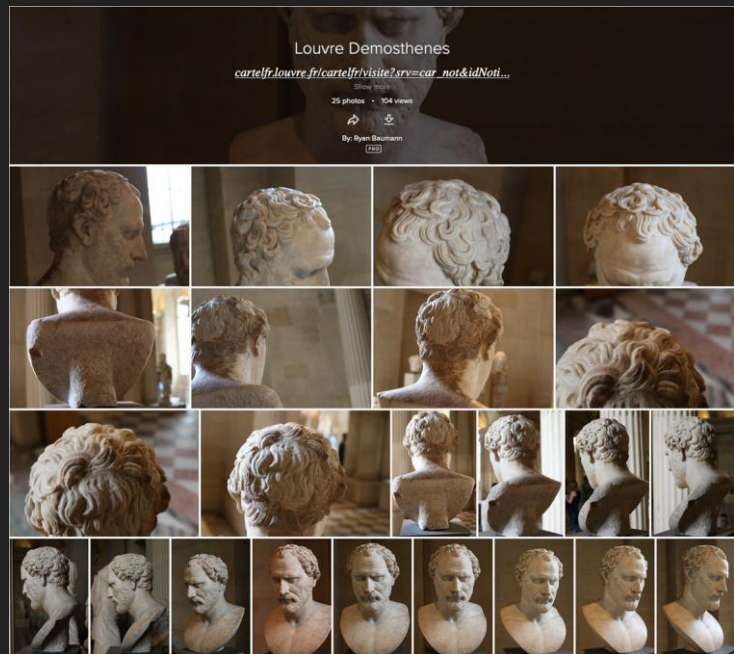 Louvre Demosthenes
cartelfr.louvre.fr/cartelfr/visite?srv=car_not&idNoti...
Show more
25 photos • 104 views
By: Ryan Baumann
PRO